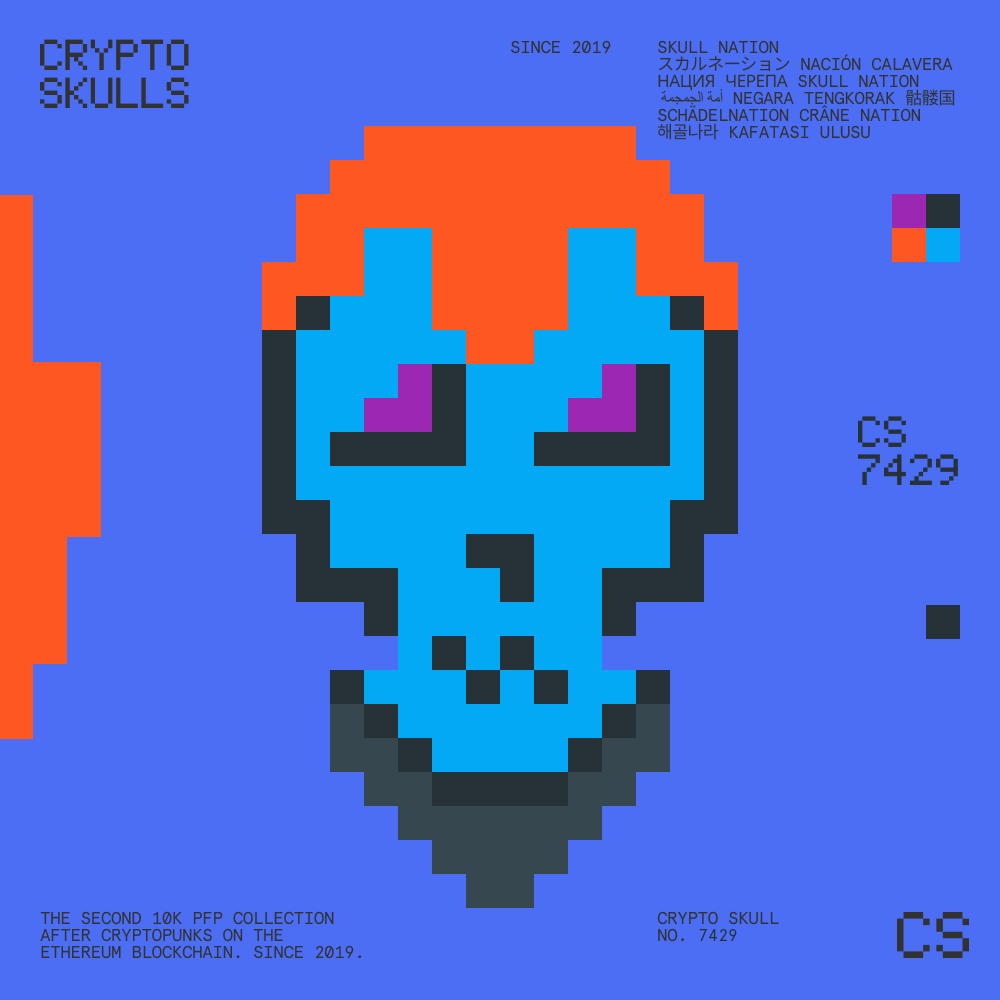 CRYPTO
SKULLS
SINCE 2019
SKULL NATION
スカルネーション NACIÓN CALAVERA
НАЦИЯ ЧЕРЕПА SKULL NATION
أمة الجمجمة NEGARA TENGKORAK 骷髅国
SCHÄDELNATION CRÂNE NATION
해골나라 KAFATASI ULUSU
CS
7429
THE SECOND 10K PFP COLLECTION
AFTER CRYPTOPUNKS ON THE
ETHEREUM BLOCKCHAIN. SINCE 2019.
CRYPTO SKULL
NO. 7429
CS